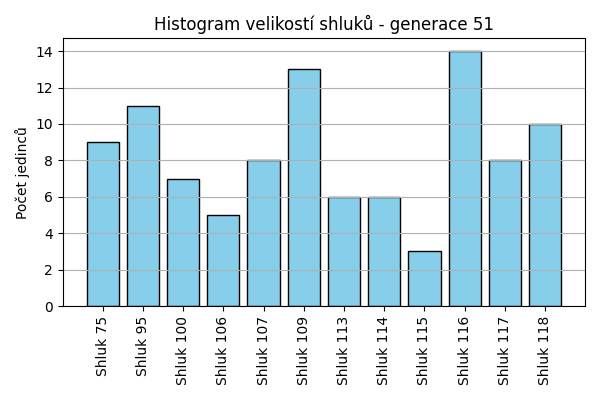 Histogram velikostí shluků - generace 51
Počet jedinců
14
12
10
8
6
4
2
0
Shluk 75
Shluk 95
Shluk 100
Shluk 106
Shluk 107
Shluk 109
Shluk 113
Shluk 114
Shluk 115
Shluk 116
Shluk 117
Shluk 118